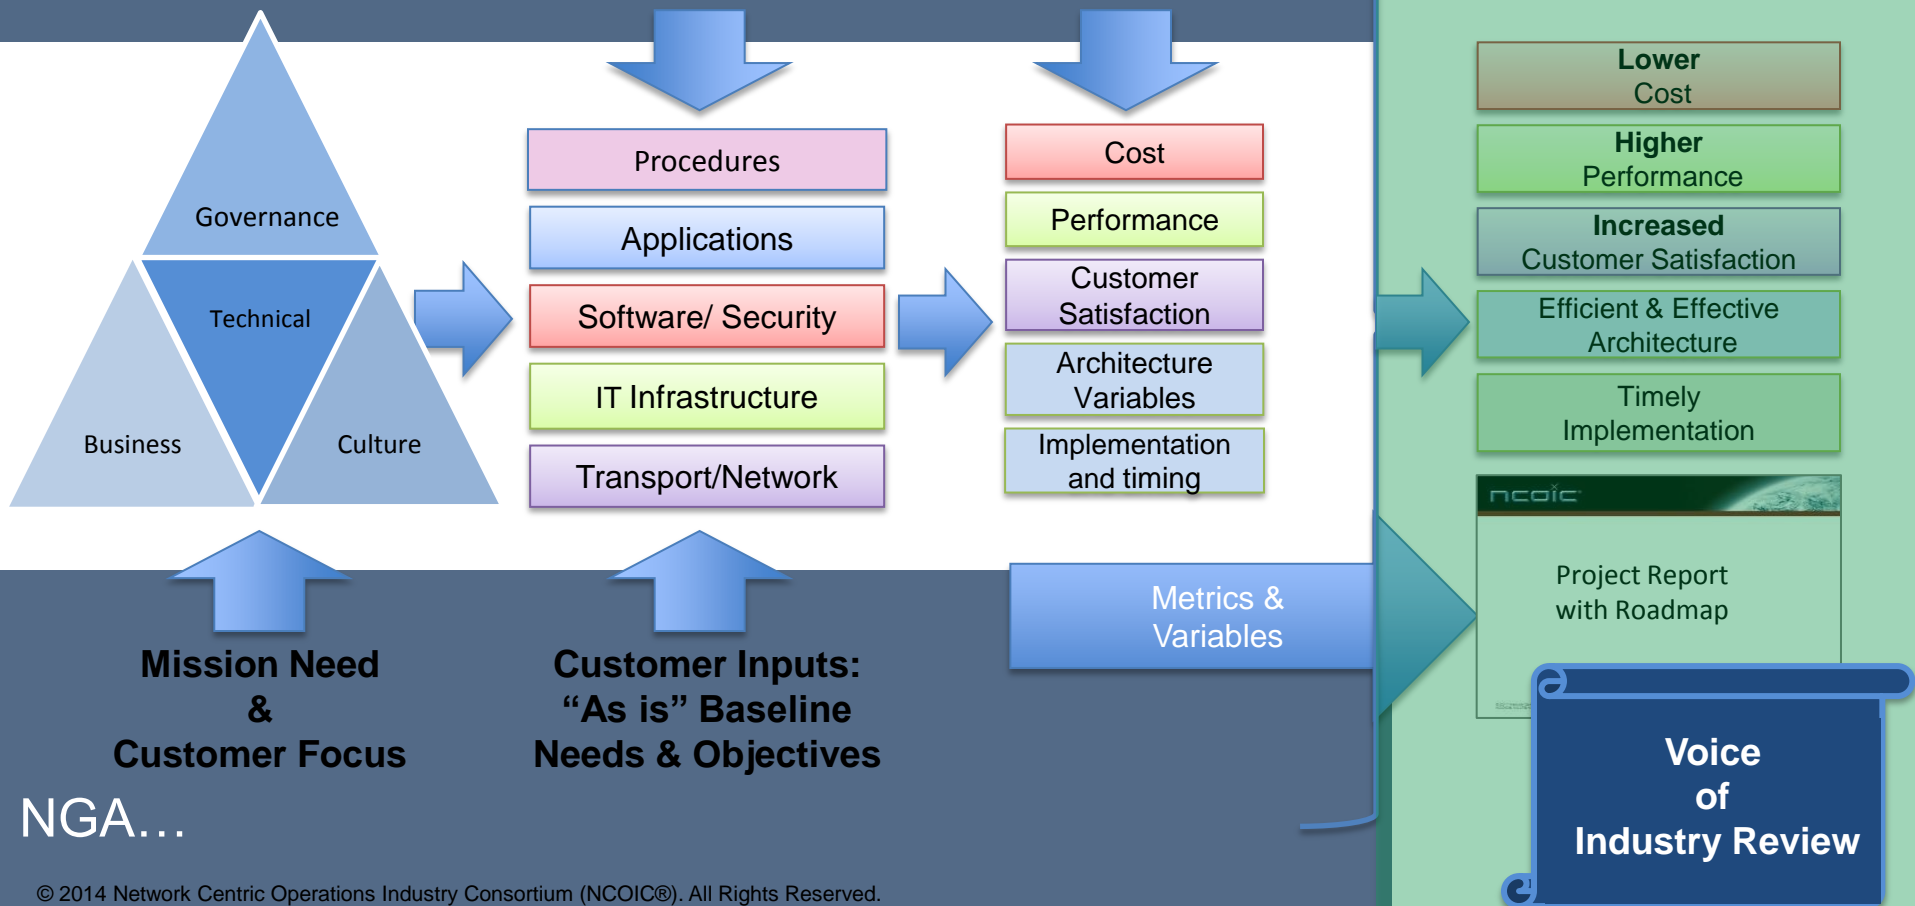 Governance
Technical
Business
Culture
Procedures
Applications
Software/ Security
IT Infrastructure
Transport/Network
Cost
Performance
Customer
Satisfaction
Architecture
Variables
Implementation
and timing
Lower
Cost
Higher
Performance
Increased
Customer Satisfaction
Efficient & Effective
Architecture
Timely
Implementation
ncoic
Project Report
with Roadmap
Metrics &
Variables
Mission Need
&
Customer Focus
Customer Inputs:
“As is” Baseline
Needs & Objectives
Voice
of
Industry Review
NGA…
© 2014 Network Centric Operations Industry Consortium (NCOIC®). All Rights Reserved.